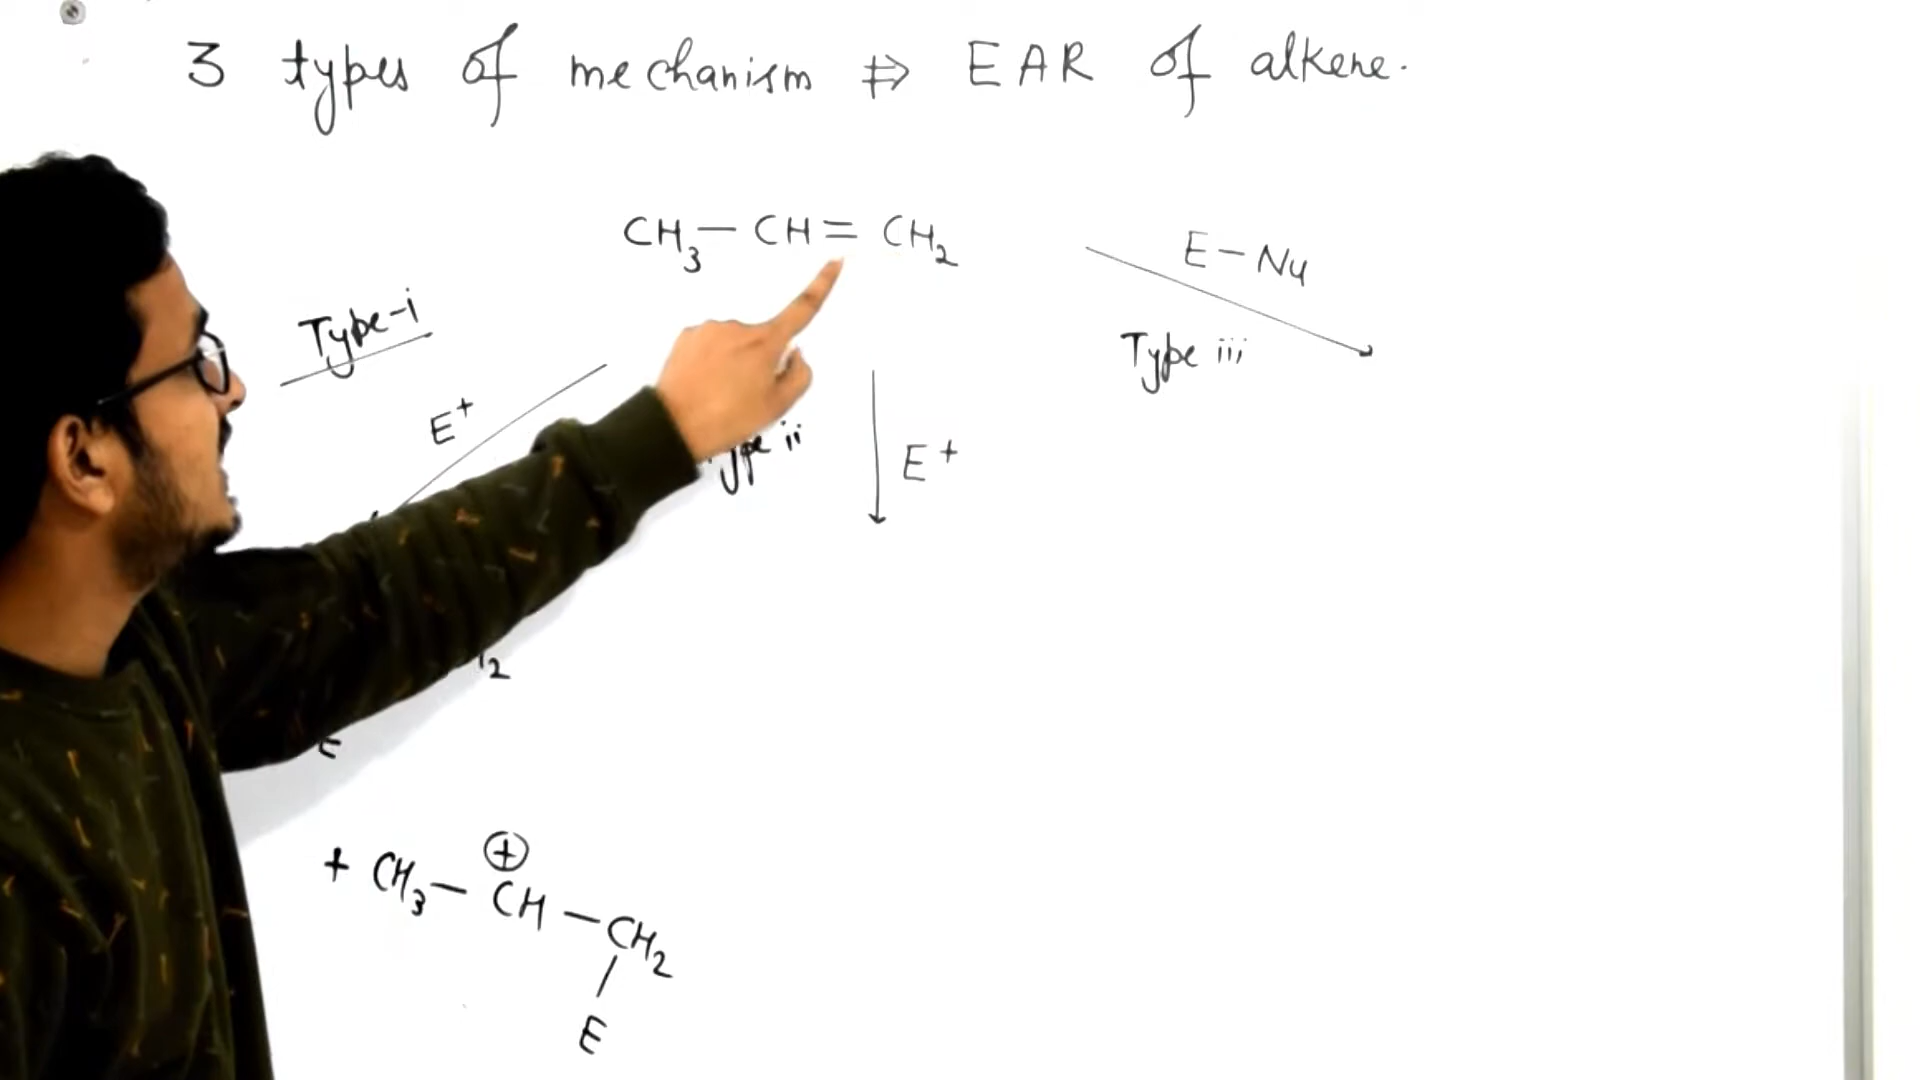 3 types of mechanism ⇒ EAR of alkene.
CH3 — CH = CH2
E — Nu
Type iii
Type-i
E+
Type ii
E+
2
E
+ CH3 — CH — CH2
+
E